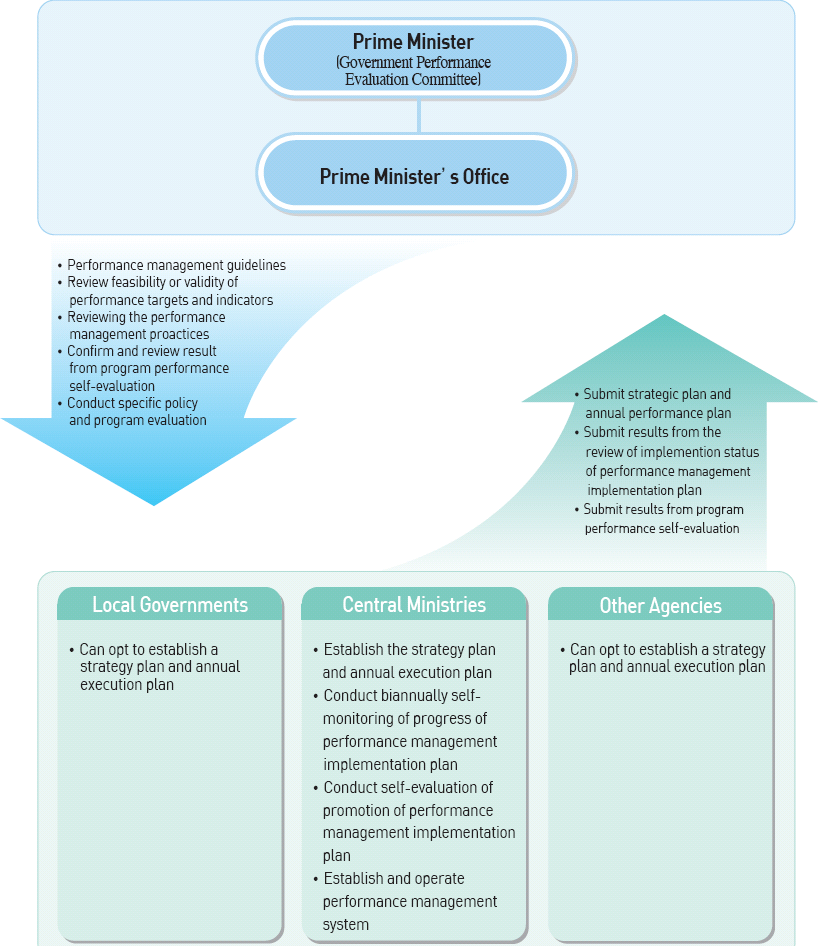 Prime Minister
(Government Performance
Evaluation Committee)
Prime Minister's Office
• Performance management guidelines
• Review feasibility or validity of
performance targets and indicators
• Reviewing the performance
management proactices
• Confirm and review result
from program performance
self-evaluation
• Conduct specific policy
and program evaluation
• Submit strategic plan and
annual performance plan
• Submit results from the
review of implemention status
of performance management
implementation plan
• Submit results from program
performance self-evaluation
Local Governments
• Can opt to establish a
strategy plan and annual
execution plan
Central Ministries
• Establish the strategy plan
and annual execution plan
• Conduct biannually self-
monitoring of progress of
performance management
implementation plan
• Conduct self-evaluation of
promotion of performance
management implementation
plan
• Establish and operate
performance management
system
Other Agencies
• Can opt to establish a strategy
plan and annual execution plan